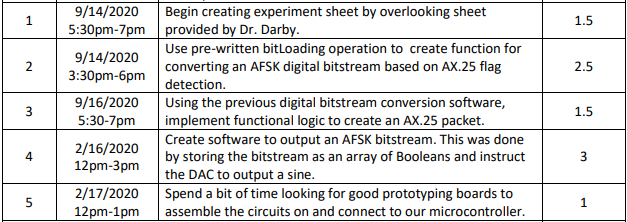 1 9/14/2020 5:30pm-7pm Begin creating experiment sheet by overlooking sheet
provided by Dr. Darby. 1.5
2 9/14/2020 3:30pm-6pm Use pre-written bitLoading operation to create function for
converting an AFSK digital bitstream based on AX.25 flag
detection. 2.5
3 9/16/2020 5:30-7pm Using the previous digital bitstream conversion software,
implement functional logic to create an AX.25 packet. 1.5
4 2/16/2020 12pm-3pm Create software to output an AFSK bitstream. This was done
by storing the bitstream as an array of Booleans and instruct
the DAC to output a sine. 3
5 2/17/2020 12pm-1pm Spend a bit of time looking for good prototyping boards to
assemble the circuits on and connect to our microcontroller. 1